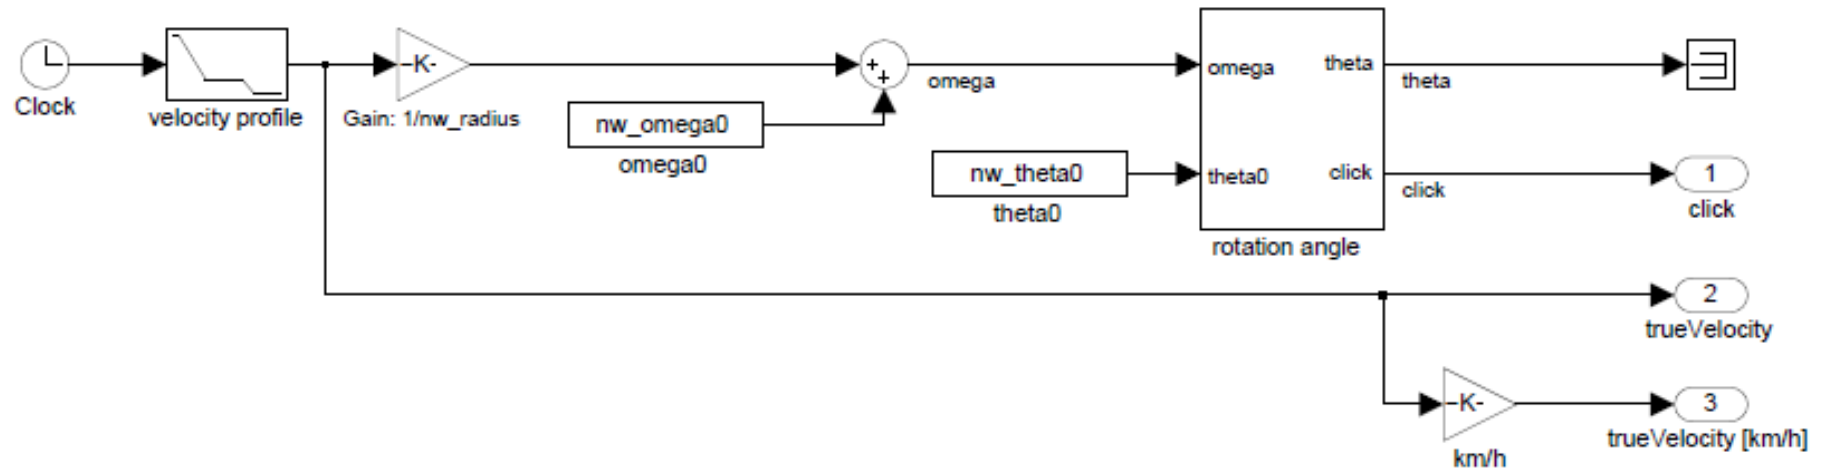 Clock
velocity profile
-K-
Gain: 1/nw_radius
nw_omega0
omega0
++
omega
nw_theta0
theta0
omega
theta
theta0
click
rotation angle
theta
click
1
click
2
trueVelocity
-K-
km/h
3
trueVelocity [km/h]